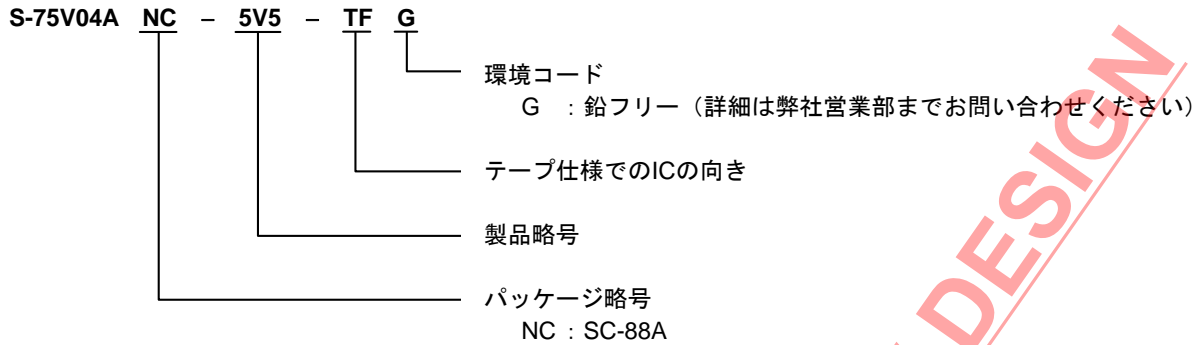 S-75V04A NC – 5V5 – TF G
環境コード
G : 鉛フリー（詳細は弊社営業部までお問い合わせください）
テープ仕様でのICの向き
製品略号
パッケージ略号
NC : SC-88A
DESIGN